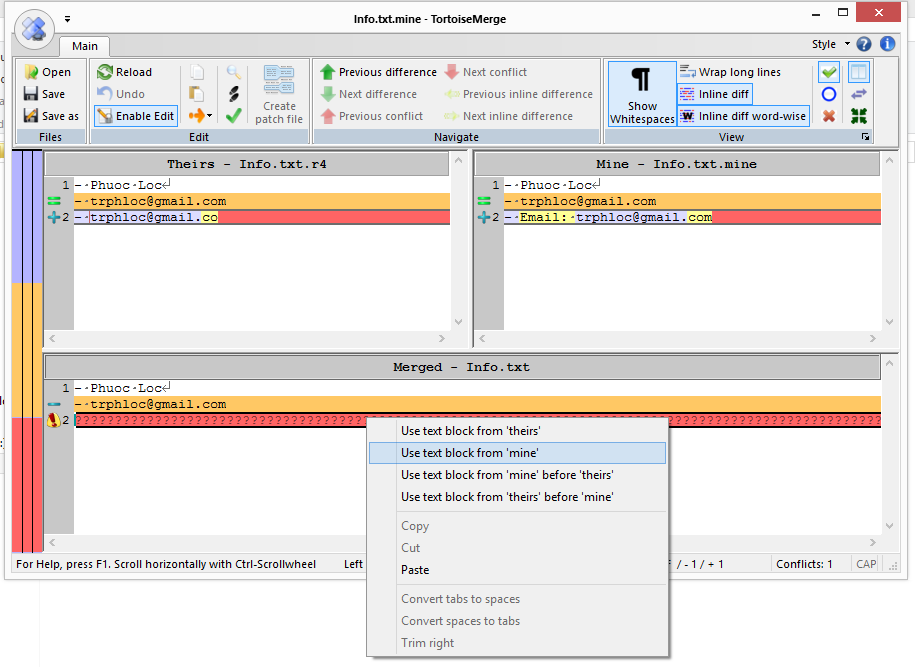 Info.txt.mine - TortoiseMerge
Main
Style
Open
Save
Save as
Files
Reload
Undo
Enable Edit
Create
patch file
Edit
Previous difference
Next difference
Previous conflict
Next conflict
Previous inline difference
Next inline difference
Navigate
Show
Whitespaces
Wrap long lines
Inline diff
Inline diff word-wise
View
Theirs - Info.txt.r4
1 -·Phuoc·Loc
-·trphloc@gmail.com
2 -·trphloc@gmail.co
Mine - Info.txt.mine
1 -·Phuoc·Loc
-·trphloc@gmail.com
2 -·Email:·trphloc@gmail.com
Merged - Info.txt
1 -·Phuoc·Loc
-·trphloc@gmail.com
2 ????????????????????????????????????????????????????????????????????????????????????????????????????
Use text block from 'theirs'
Use text block from 'mine'
Use text block from 'mine' before 'theirs'
Use text block from 'theirs' before 'mine'
Copy
Cut
Paste
Convert tabs to spaces
Convert spaces to tabs
Trim right
For Help, press F1. Scroll horizontally with Ctrl-Scrollwheel
Left
/ - 1 / + 1
Conflicts: 1
CAP